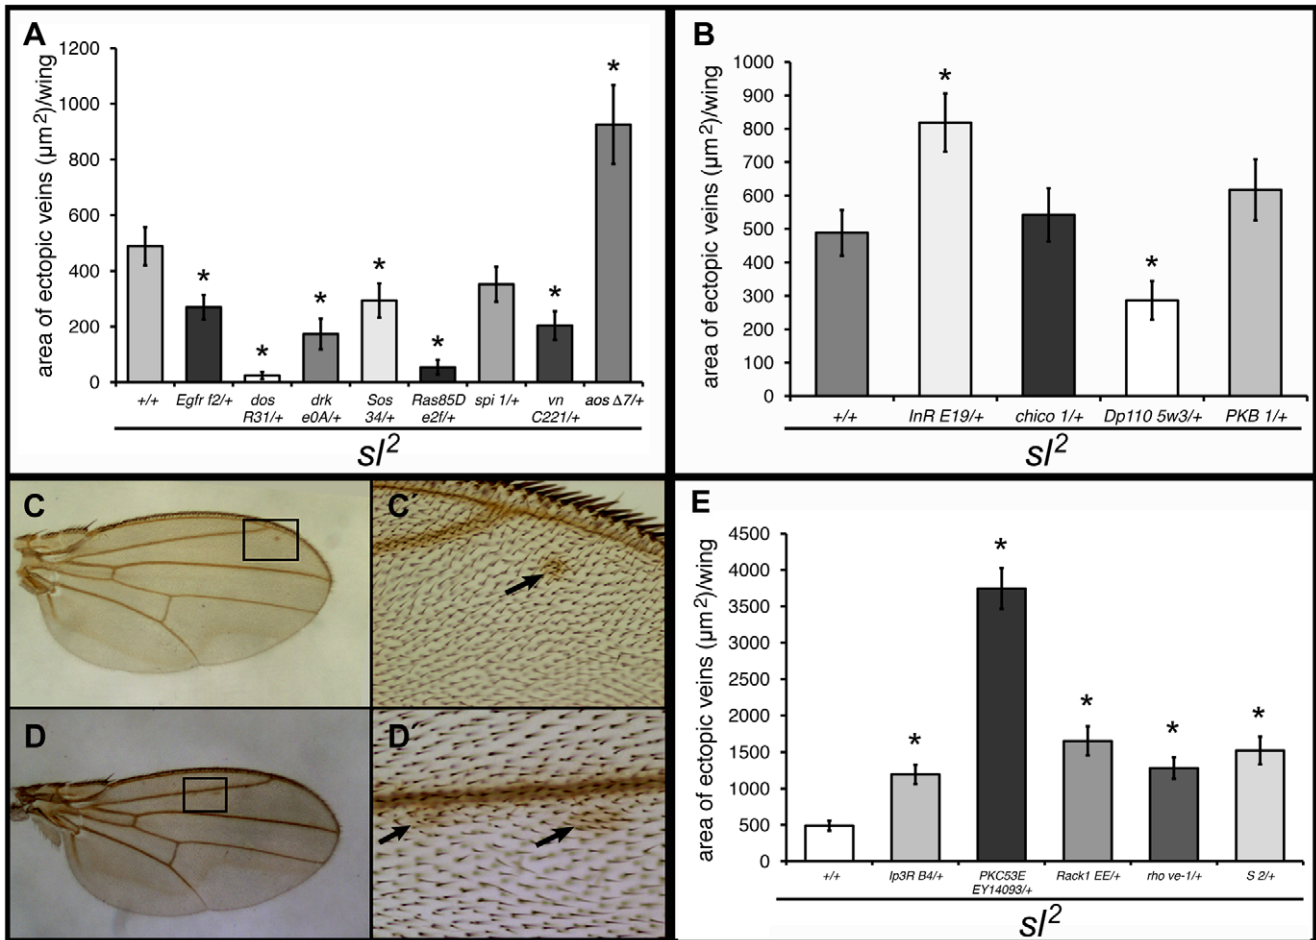 A
area of ectopic veins (µm²)/wing
1200
1000
800
600
400
200
0
* * * * * * *
+/+ Egfr f2/+ dos R31/+ drk e0A/+ Sos 34/+ Ras85D e2f/+ spi 1/+ vn C221/+ aos Δ7/+
sl²
B
area of ectopic veins (µm²)/wing
1000
900
800
700
600
500
400
300
200
100
0
* *
+/+ InR E19/+ chico 1/+ Dp110 5w3/+ PKB 1/+
sl²
C
C´
D
D´
E
area of ectopic veins (µm²)/wing
4500
4000
3500
3000
2500
2000
1500
1000
500
0
* * * * *
+/+ Ip3R B4/+ PKC53E EY14093/+ Rack1 EE/+ rho ve-1/+ S 2/+
sl²